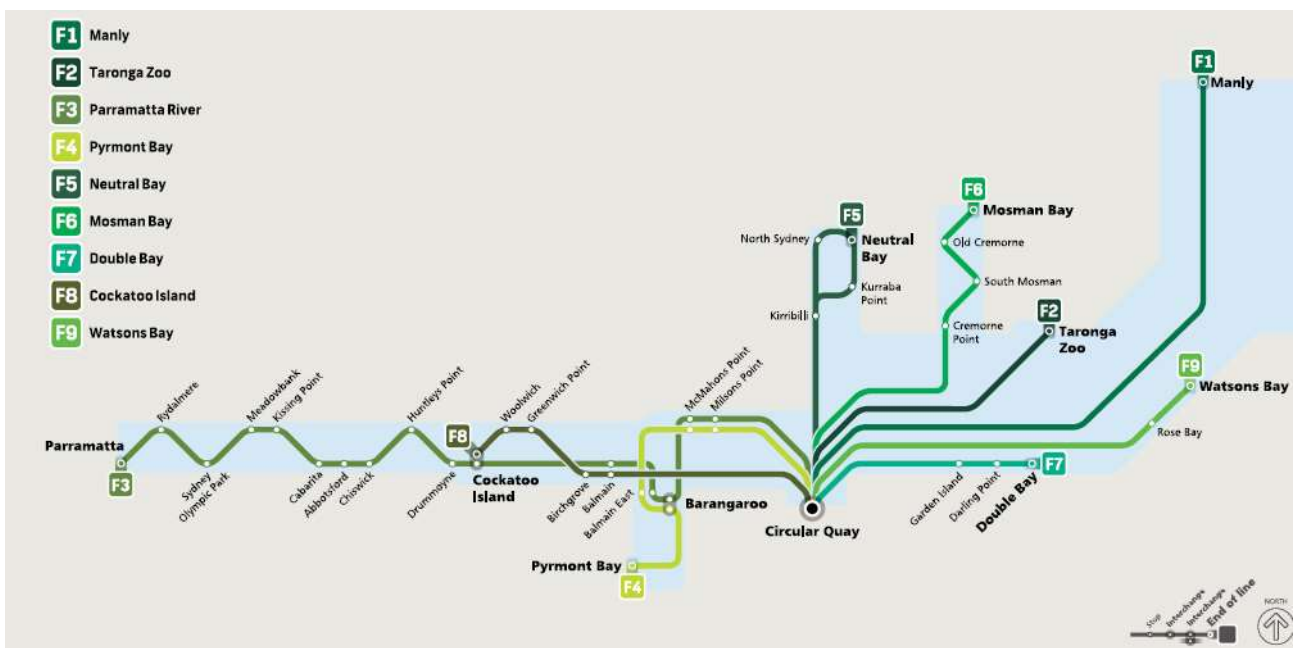 F1 Manly
F2 Taronga Zoo
F3 Parramatta River
F4 Pyrmont Bay
F5 Neutral Bay
F6 Mosman Bay
F7 Double Bay
F8 Cockatoo Island
F9 Watsons Bay
F1
Manly
F6
Mosman Bay
F5
North Sydney
Neutral
Bay
Old Cremorne
South Mosman
Kurraba
Point
Kirribilli
Cremorne
Point
F2
Taronga
Zoo
F9
Watsons Bay
Rose Bay
Parramatta
F3
Rydalmere
Sydney
Olympic Park
Meadowbank
Kissing Point
Cabarita
Abbotsford
Chiswick
Huntleys Point
Drummoyne
F8
Cockatoo
Island
Woolwich
Greenwich Point
Birchgrove
Balmain
Balmain East
McMahons Point
Milsons Point
Barangaroo
Circular Quay
Garden Island
Darling Point
Double Bay
F7
Pyrmont Bay
F4
Stop
Interchange
Interchange
End of line
NORTH